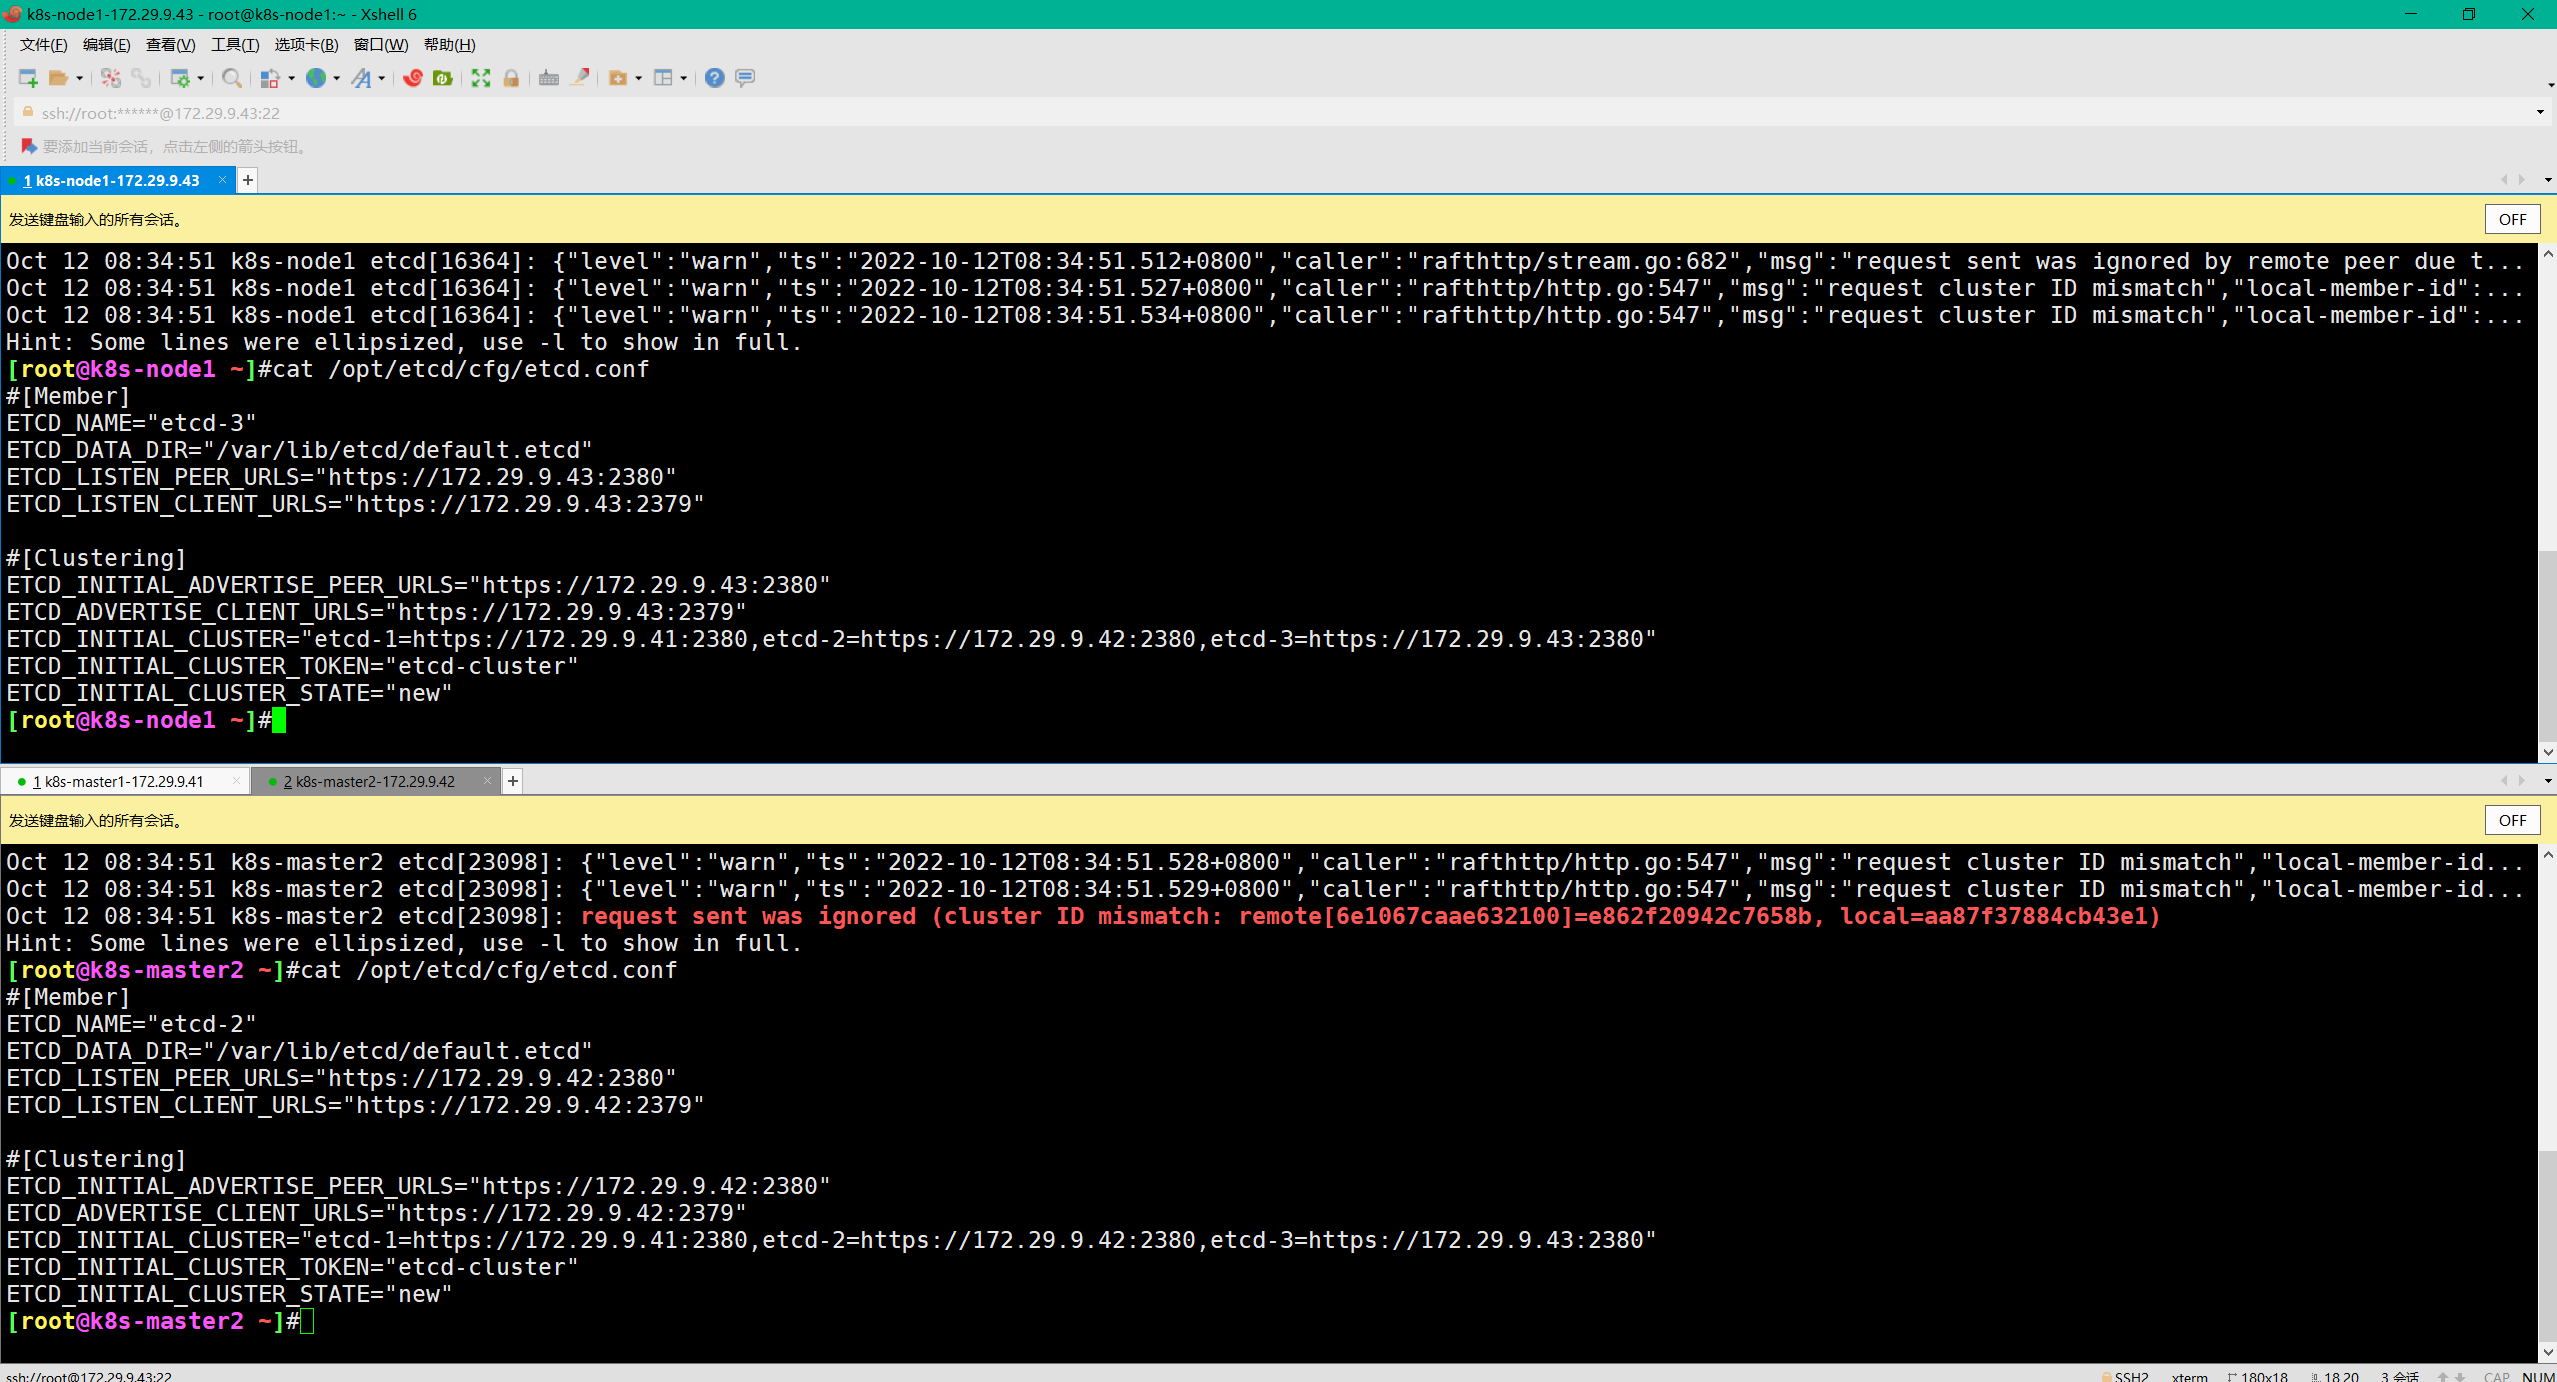 k8s-node1-172.29.9.43 - root@k8s-node1:~ - Xshell 6
文件(F) 编辑(E) 查看(V) 工具(T) 选项卡(B) 窗口(W) 帮助(H)
ssh://root:******@172.29.9.43:22
要添加当前会话，点击左侧的箭头按钮。
1 k8s-node1-172.29.9.43 × +
发送键盘输入的所有会话。 OFF
Oct 12 08:34:51 k8s-node1 etcd[16364]: {"level":"warn","ts":"2022-10-12T08:34:51.512+0800","caller":"rafthttp/stream.go:682","msg":"request sent was ignored by remote peer due t...
Oct 12 08:34:51 k8s-node1 etcd[16364]: {"level":"warn","ts":"2022-10-12T08:34:51.527+0800","caller":"rafthttp/http.go:547","msg":"request cluster ID mismatch","local-member-id":...
Oct 12 08:34:51 k8s-node1 etcd[16364]: {"level":"warn","ts":"2022-10-12T08:34:51.534+0800","caller":"rafthttp/http.go:547","msg":"request cluster ID mismatch","local-member-id":...
Hint: Some lines were ellipsized, use -l to show in full.
[root@k8s-node1 ~]#cat /opt/etcd/cfg/etcd.conf
#[Member]
ETCD_NAME="etcd-3"
ETCD_DATA_DIR="/var/lib/etcd/default.etcd"
ETCD_LISTEN_PEER_URLS="https://172.29.9.43:2380"
ETCD_LISTEN_CLIENT_URLS="https://172.29.9.43:2379"
#[Clustering]
ETCD_INITIAL_ADVERTISE_PEER_URLS="https://172.29.9.43:2380"
ETCD_ADVERTISE_CLIENT_URLS="https://172.29.9.43:2379"
ETCD_INITIAL_CLUSTER="etcd-1=https://172.29.9.41:2380,etcd-2=https://172.29.9.42:2380,etcd-3=https://172.29.9.43:2380"
ETCD_INITIAL_CLUSTER_TOKEN="etcd-cluster"
ETCD_INITIAL_CLUSTER_STATE="new"
[root@k8s-node1 ~]#
1 k8s-master1-172.29.9.41 × 2 k8s-master2-172.29.9.42 × +
发送键盘输入的所有会话。 OFF
Oct 12 08:34:51 k8s-master2 etcd[23098]: {"level":"warn","ts":"2022-10-12T08:34:51.528+0800","caller":"rafthttp/http.go:547","msg":"request cluster ID mismatch","local-member-id...
Oct 12 08:34:51 k8s-master2 etcd[23098]: {"level":"warn","ts":"2022-10-12T08:34:51.529+0800","caller":"rafthttp/http.go:547","msg":"request cluster ID mismatch","local-member-id...
Oct 12 08:34:51 k8s-master2 etcd[23098]: request sent was ignored (cluster ID mismatch: remote[6e1067caae632100]=e862f20942c7658b, local=aa87f37884cb43e1)
Hint: Some lines were ellipsized, use -l to show in full.
[root@k8s-master2 ~]#cat /opt/etcd/cfg/etcd.conf
#[Member]
ETCD_NAME="etcd-2"
ETCD_DATA_DIR="/var/lib/etcd/default.etcd"
ETCD_LISTEN_PEER_URLS="https://172.29.9.42:2380"
ETCD_LISTEN_CLIENT_URLS="https://172.29.9.42:2379"
#[Clustering]
ETCD_INITIAL_ADVERTISE_PEER_URLS="https://172.29.9.42:2380"
ETCD_ADVERTISE_CLIENT_URLS="https://172.29.9.42:2379"
ETCD_INITIAL_CLUSTER="etcd-1=https://172.29.9.41:2380,etcd-2=https://172.29.9.42:2380,etcd-3=https://172.29.9.43:2380"
ETCD_INITIAL_CLUSTER_TOKEN="etcd-cluster"
ETCD_INITIAL_CLUSTER_STATE="new"
[root@k8s-master2 ~]#
ssh://root@172.29.9.43:22 SSH2 xterm 180x18 18,20 3 会话 CAP NUM